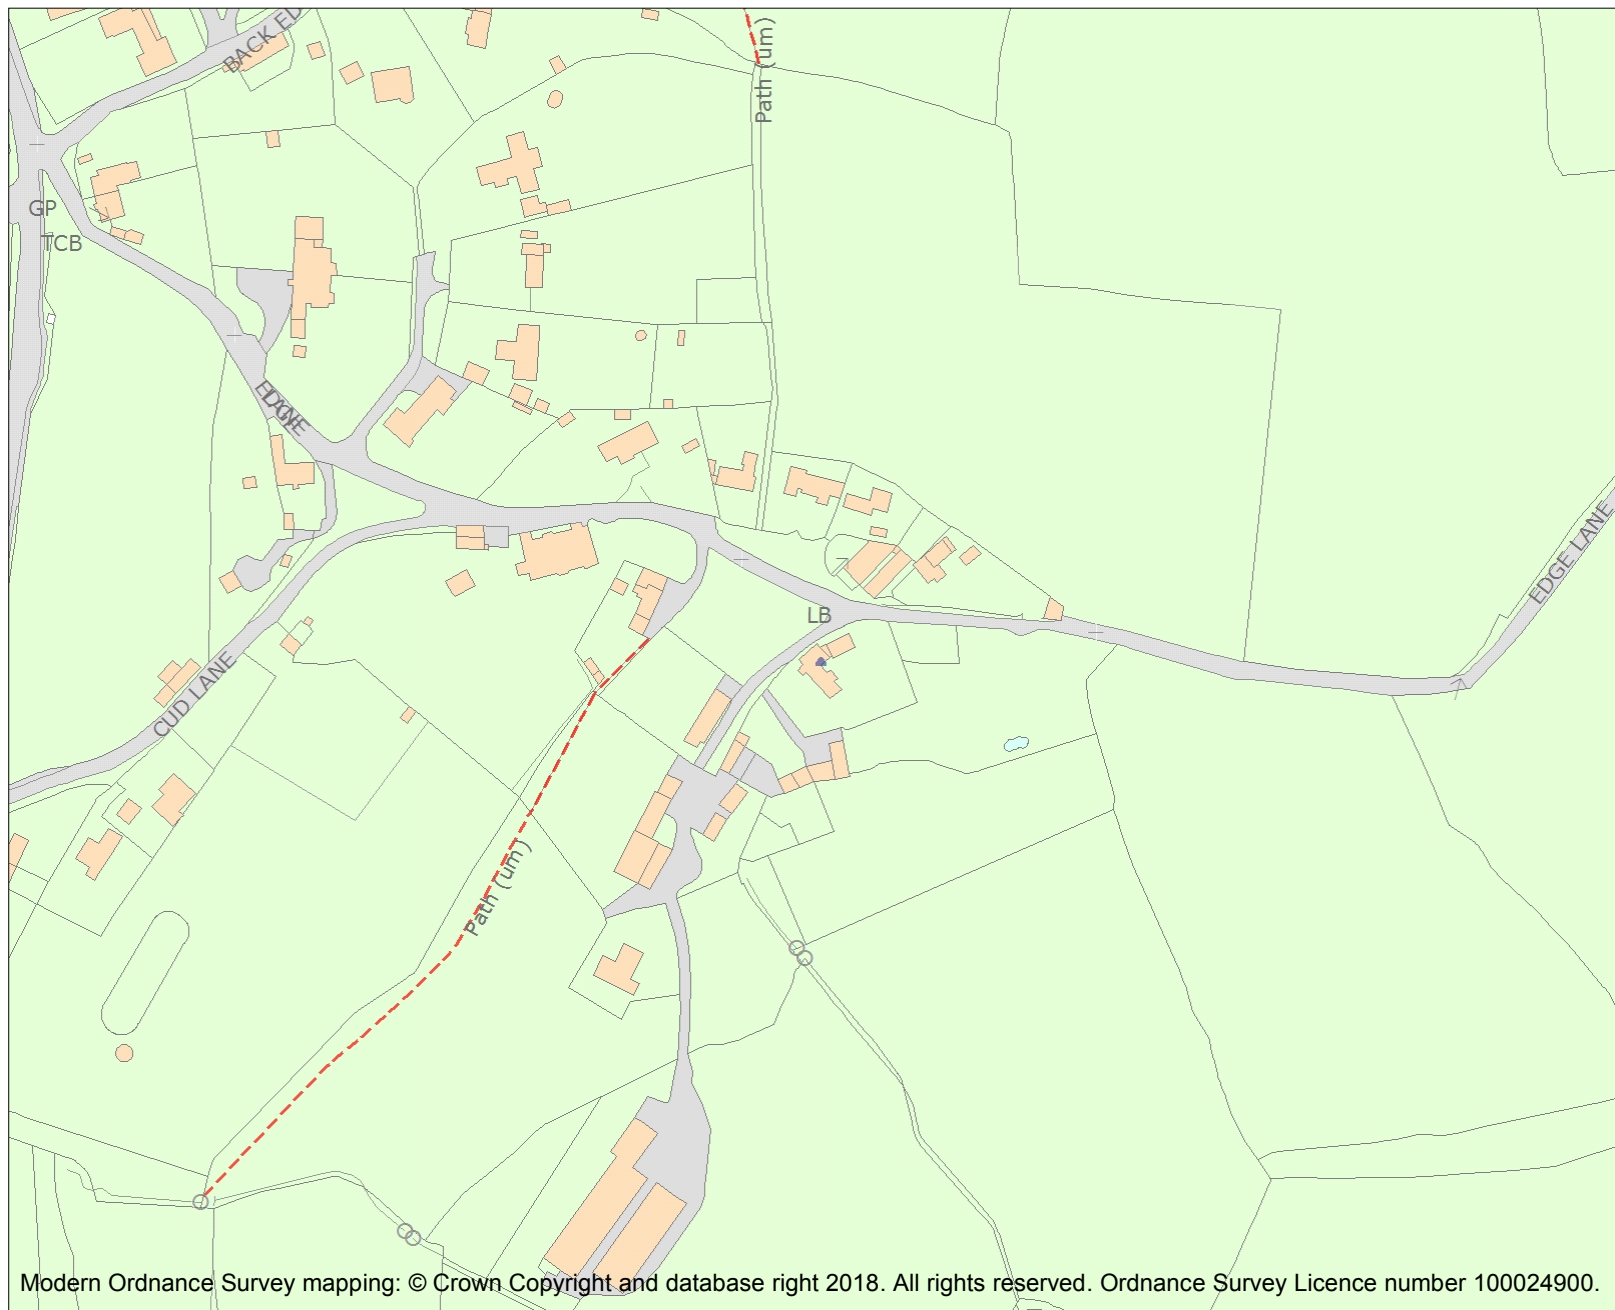 BACK ED
Path (um)
GP
TCB
EDGE
LANE
EDGE LANE
LB
CUD LANE
Path (um)
Modern Ordnance Survey mapping: © Crown Copyright and database right 2018. All rights reserved. Ordnance Survey Licence number 100024900.